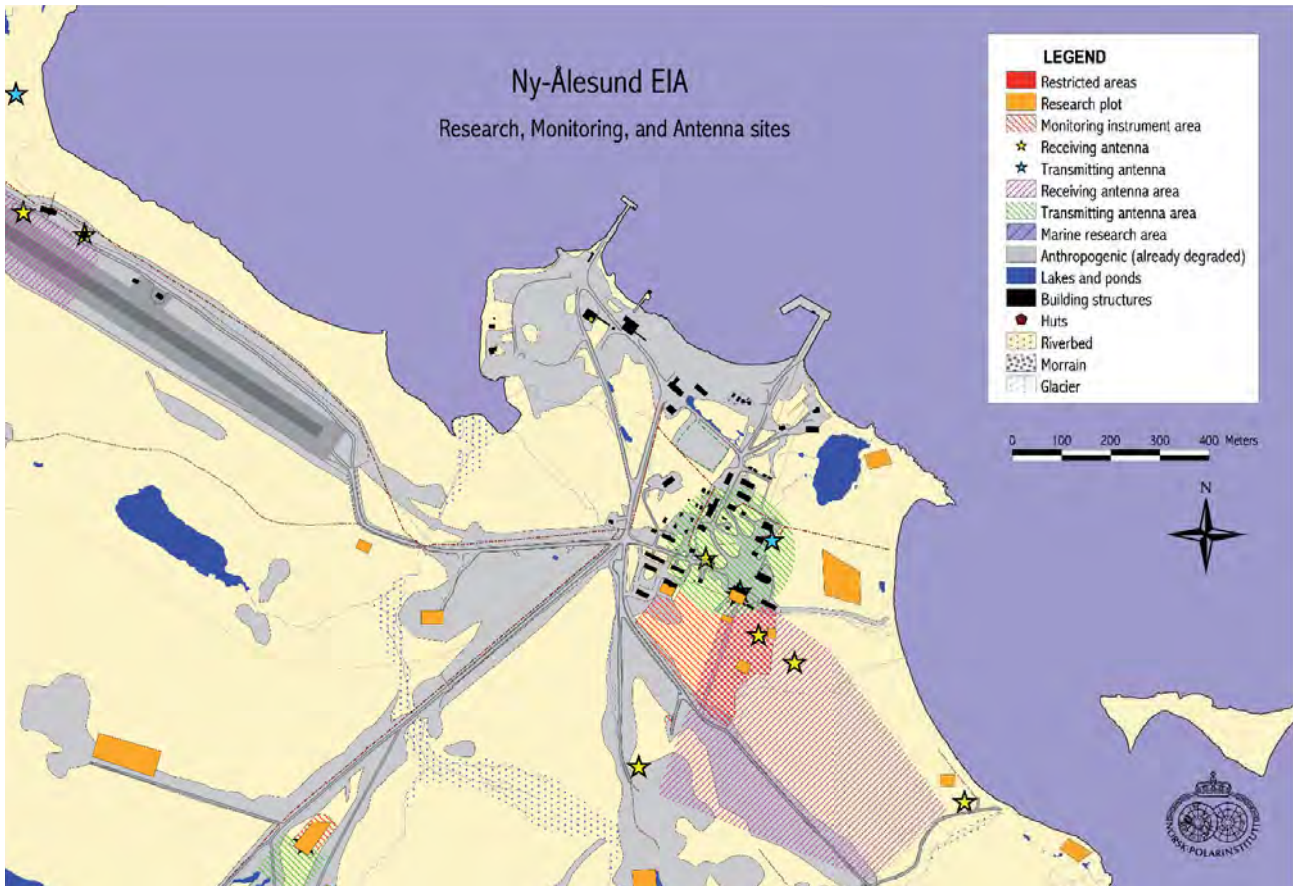 Ny-Ålesund EIA
Research, Monitoring, and Antenna sites
LEGEND
Restricted areas
Research plot
Monitoring instrument area
Receiving antenna
Transmitting antenna
Receiving antenna area
Transmitting antenna area
Marine research area
Anthropogenic (already degraded)
Lakes and ponds
Building structures
Huts
Riverbed
Morrain
Glacier
0 100 200 300 400 Meters
N
NORSK-POLARINSTITUTT